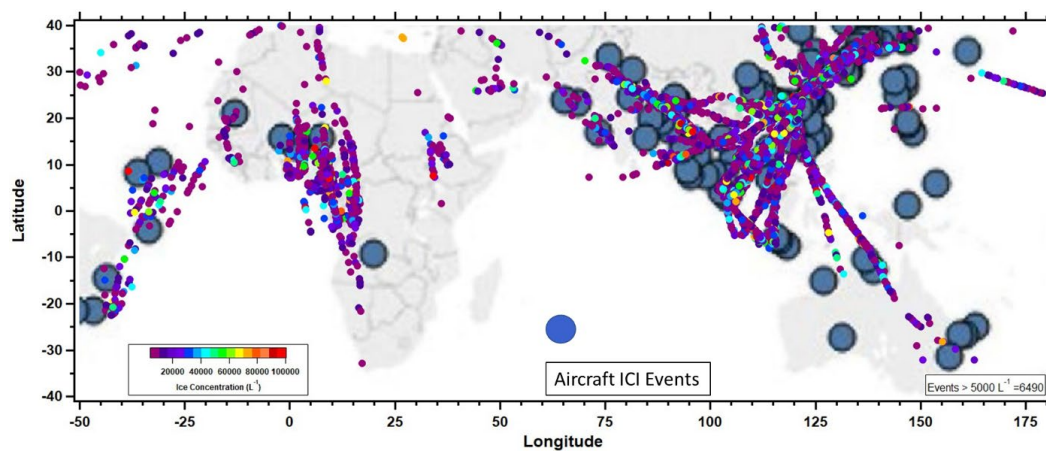 40
30
20
10
0
-10
-20
-30
-40
Latitude
20000 40000 60000 80000 100000
Ice Concentration (L⁻¹)
Aircraft ICI Events
Events > 5000 L⁻¹ =6490
-50 -25 0 25 50 75 100 125 150 175
Longitude